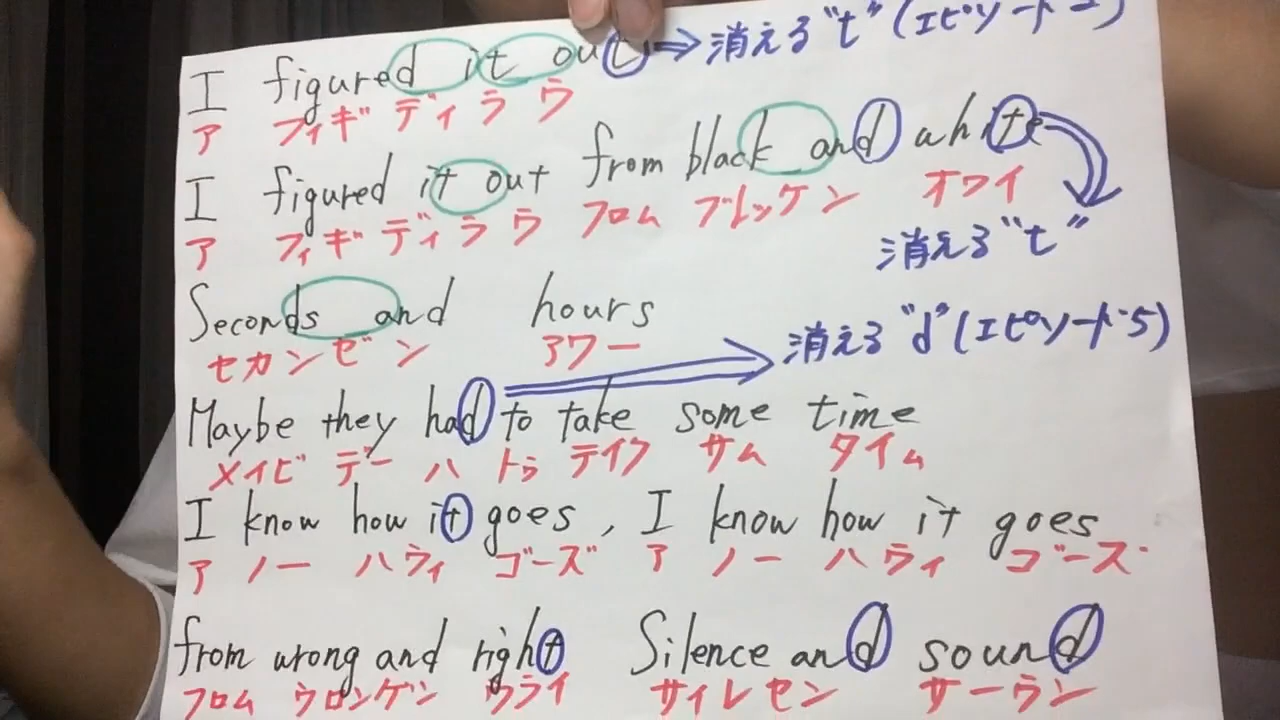 I figured it out ⇒ 消える"t"(エピソード2)
ア フィギ ディ ラ ウ
I figured it out from black and white
ア フィギ ディ ラ ウ フロム ブレッケン オワイ
消える"t"
Seconds and hours
セカンゼン アワー
消える"d"(エピソード5)
Maybe they had to take some time
メイビ デー ハ トゥ テイク サム タイム
I know how it goes, I know how it goes
ア ノー ハウィ ゴーズ ア ノー ハウィ ゴーズ
from wrong and right Silence and sound
フロム ウロンゲン ウライ サイレセン サーウン